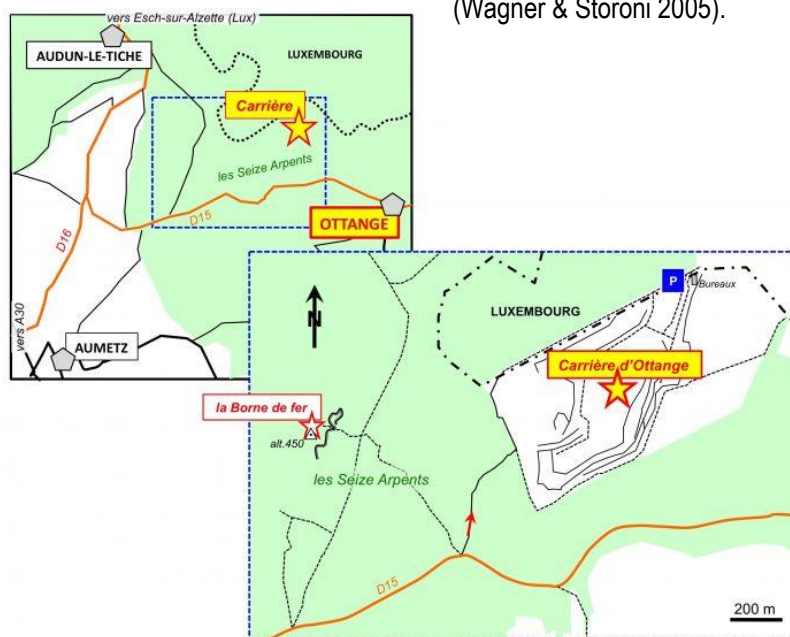 (Wagner & Storoni 2005).
vers Esch-sur-Alzette (Lux)
AUDUN-LE-TICHE
LUXEMBOURG
Carrière
les Seize Arpents
D15
OTTANGE
D16
vers A30
AUMETZ
P
Bureaux
LUXEMBOURG
N
Carrière d'Ottange
la Borne de fer
alt.450
les Seize Arpents
D15
200 m